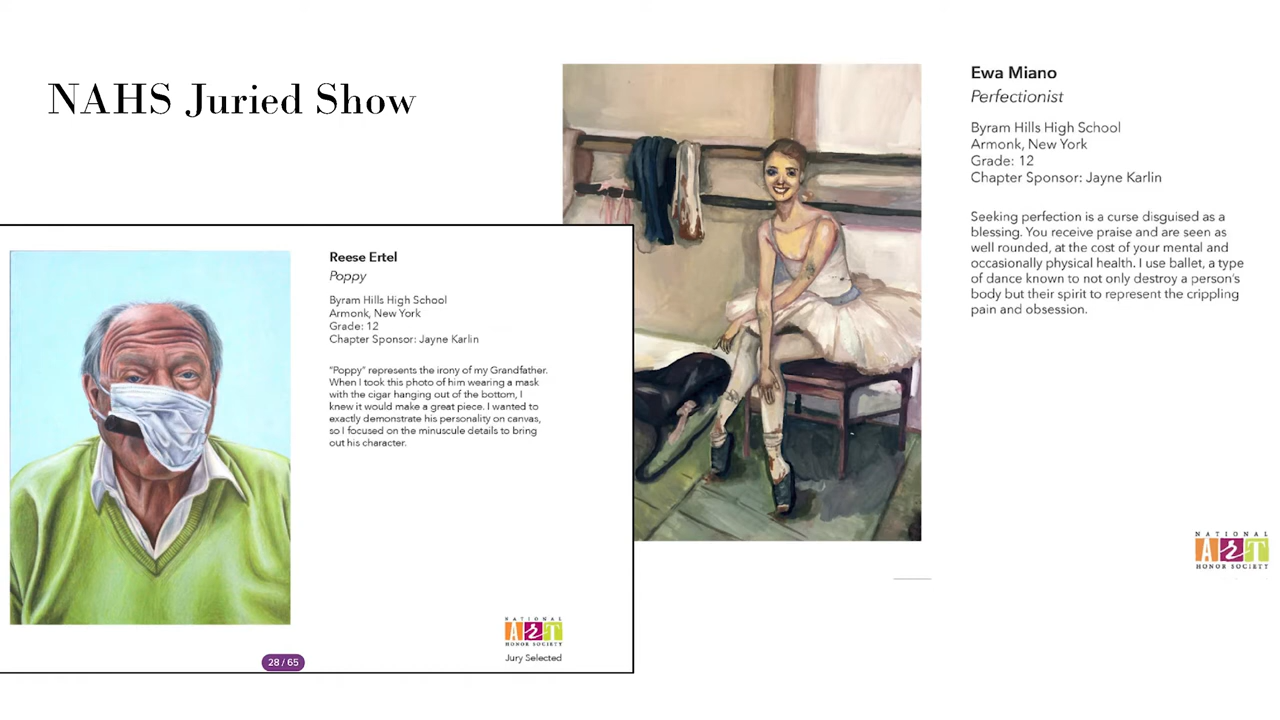 NAHS Juried Show
Ewa Miano
Perfectionist
Byram Hills High School
Armonk, New York
Grade: 12
Chapter Sponsor: Jayne Karlin
Seeking perfection is a curse disguised as a
blessing. You receive praise and are seen as
well rounded, at the cost of your mental and
occasionally physical health. I use ballet, a type
of dance known to not only destroy a person's
body but their spirit to represent the crippling
pain and obsession.
NATIONAL
ART
HONOR SOCIETY
Reese Ertel
Poppy
Byram Hills High School
Armonk, New York
Grade: 12
Chapter Sponsor: Jayne Karlin
"Poppy" represents the irony of my Grandfather.
When I took this photo of him wearing a mask
with the cigar hanging out of the bottom, I
knew it would make a great piece. I wanted to
exactly demonstrate his personality on canvas,
so I focused on the minuscule details to bring
out his character.
NATIONAL
ART
HONOR SOCIETY
Jury Selected
28 / 65